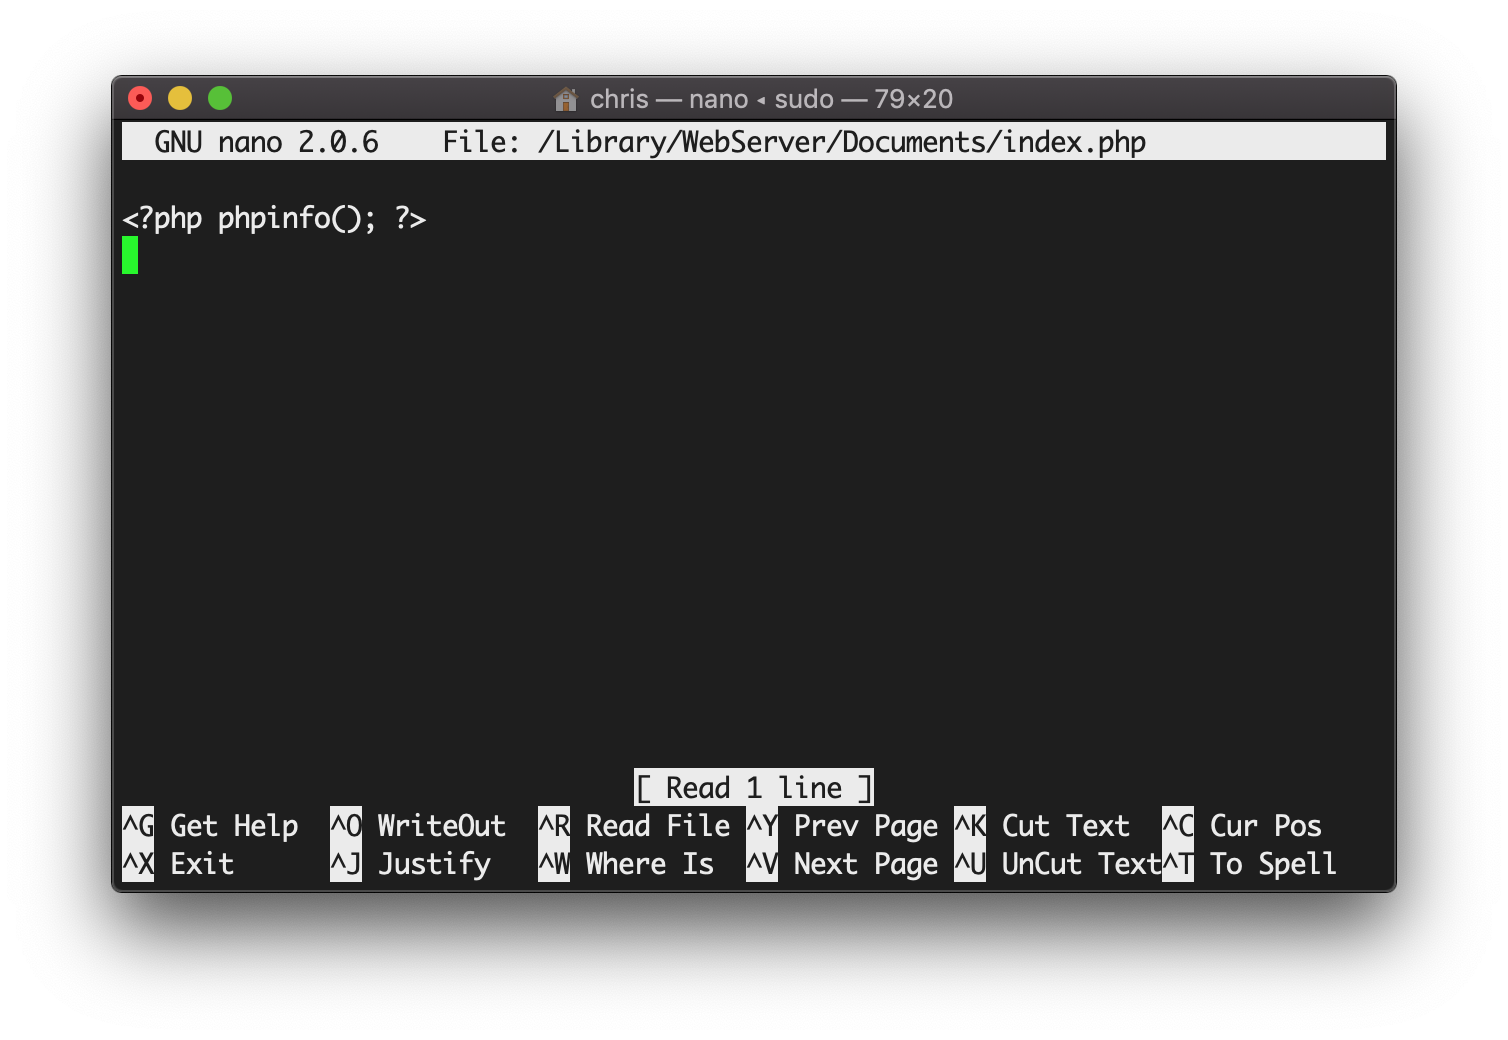 chris — nano ◂ sudo — 79×20
GNU nano 2.0.6 File: /Library/WebServer/Documents/index.php
<?php phpinfo(); ?>
[ Read 1 line ]
^G Get Help ^O WriteOut ^R Read File ^Y Prev Page ^K Cut Text ^C Cur Pos
^X Exit ^J Justify ^W Where Is ^V Next Page ^U UnCut Text^T To Spell